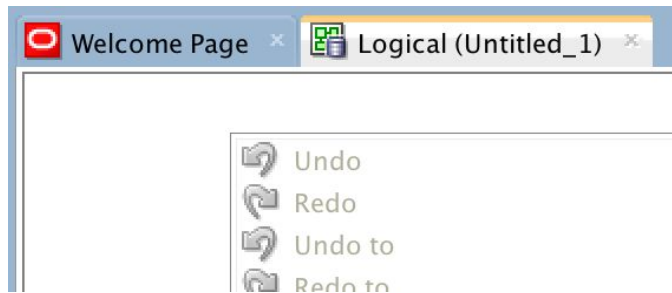 Welcome Page
Logical (Untitled_1)
Undo
Redo
Undo to
Redo to